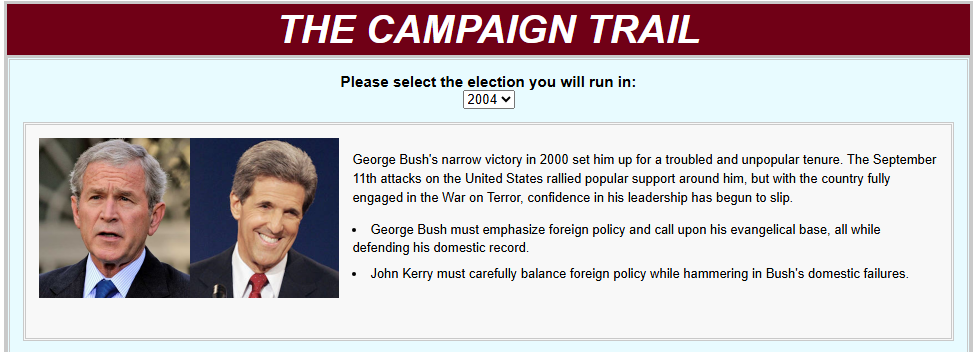 THE CAMPAIGN TRAIL
Please select the election you will run in:
2004
George Bush's narrow victory in 2000 set him up for a troubled and unpopular tenure. The September
11th attacks on the United States rallied popular support around him, but with the country fully
engaged in the War on Terror, confidence in his leadership has begun to slip.
• George Bush must emphasize foreign policy and call upon his evangelical base, all while
defending his domestic record.
• John Kerry must carefully balance foreign policy while hammering in Bush's domestic failures.